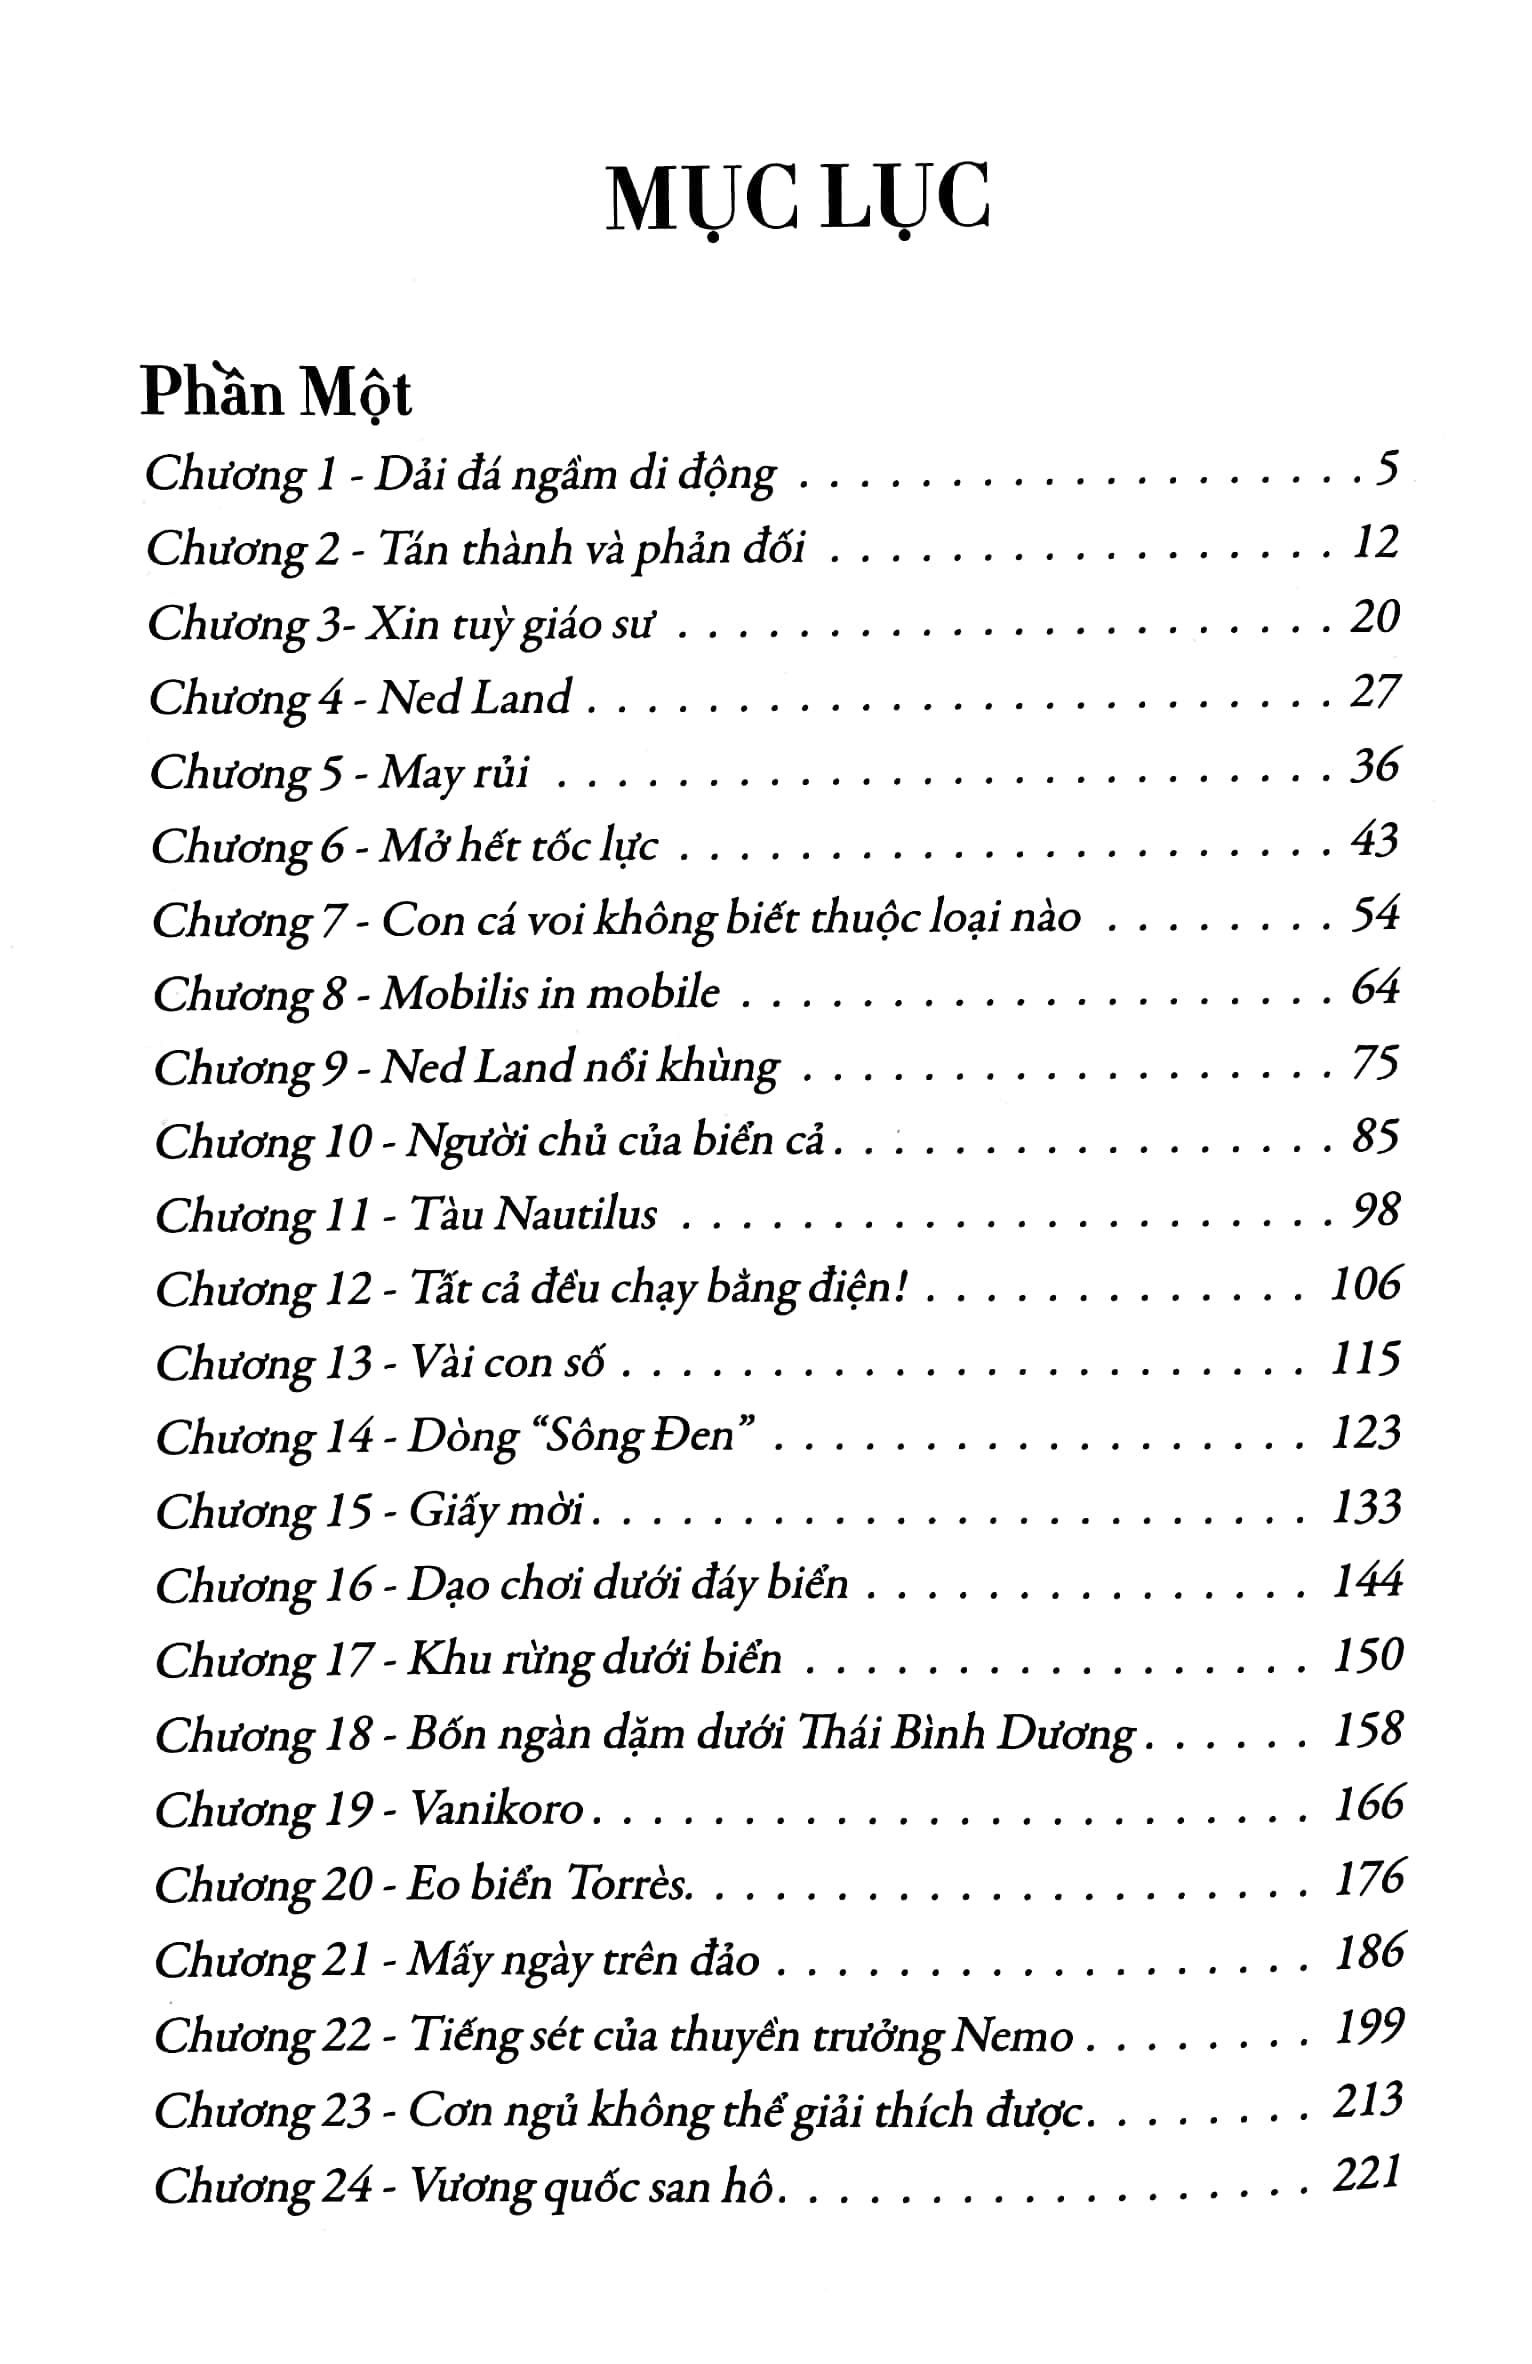 MỤC LỤC
Phần Một
Chương 1 - Dải đá ngầm di động . . . . . . . . . . . . . . . . . . . 5
Chương 2 - Tán thành và phản đối . . . . . . . . . . . . . . . . . 12
Chương 3- Xin tuỳ giáo sư . . . . . . . . . . . . . . . . . . . . . . 20
Chương 4 - Ned Land . . . . . . . . . . . . . . . . . . . . . . . . . 27
Chương 5 - May rủi . . . . . . . . . . . . . . . . . . . . . . . . . . 36
Chương 6 - Mở hết tốc lực . . . . . . . . . . . . . . . . . . . . . . 43
Chương 7 - Con cá voi không biết thuộc loại nào . . . . . . . . 54
Chương 8 - Mobilis in mobile . . . . . . . . . . . . . . . . . . . . 64
Chương 9 - Ned Land nổi khùng . . . . . . . . . . . . . . . . . . 75
Chương 10 - Người chủ của biển cả . . . . . . . . . . . . . . . . . 85
Chương 11 - Tàu Nautilus . . . . . . . . . . . . . . . . . . . . . . 98
Chương 12 - Tất cả đều chạy bằng điện! . . . . . . . . . . . . . 106
Chương 13 - Vài con số . . . . . . . . . . . . . . . . . . . . . . . 115
Chương 14 - Dòng “Sông Đen” . . . . . . . . . . . . . . . . . . 123
Chương 15 - Giấy mời . . . . . . . . . . . . . . . . . . . . . . . . 133
Chương 16 - Dạo chơi dưới đáy biển . . . . . . . . . . . . . . . 144
Chương 17 - Khu rừng dưới biển . . . . . . . . . . . . . . . . . 150
Chương 18 - Bốn ngàn dặm dưới Thái Bình Dương . . . . . . 158
Chương 19 - Vanikoro . . . . . . . . . . . . . . . . . . . . . . . . 166
Chương 20 - Eo biển Torrès. . . . . . . . . . . . . . . . . . . . . 176
Chương 21 - Mấy ngày trên đảo . . . . . . . . . . . . . . . . . . 186
Chương 22 - Tiếng sét của thuyền trưởng Nemo . . . . . . . . 199
Chương 23 - Cơn ngủ không thể giải thích được . . . . . . . . 213
Chương 24 - Vương quốc san hô . . . . . . . . . . . . . . . . . . 221